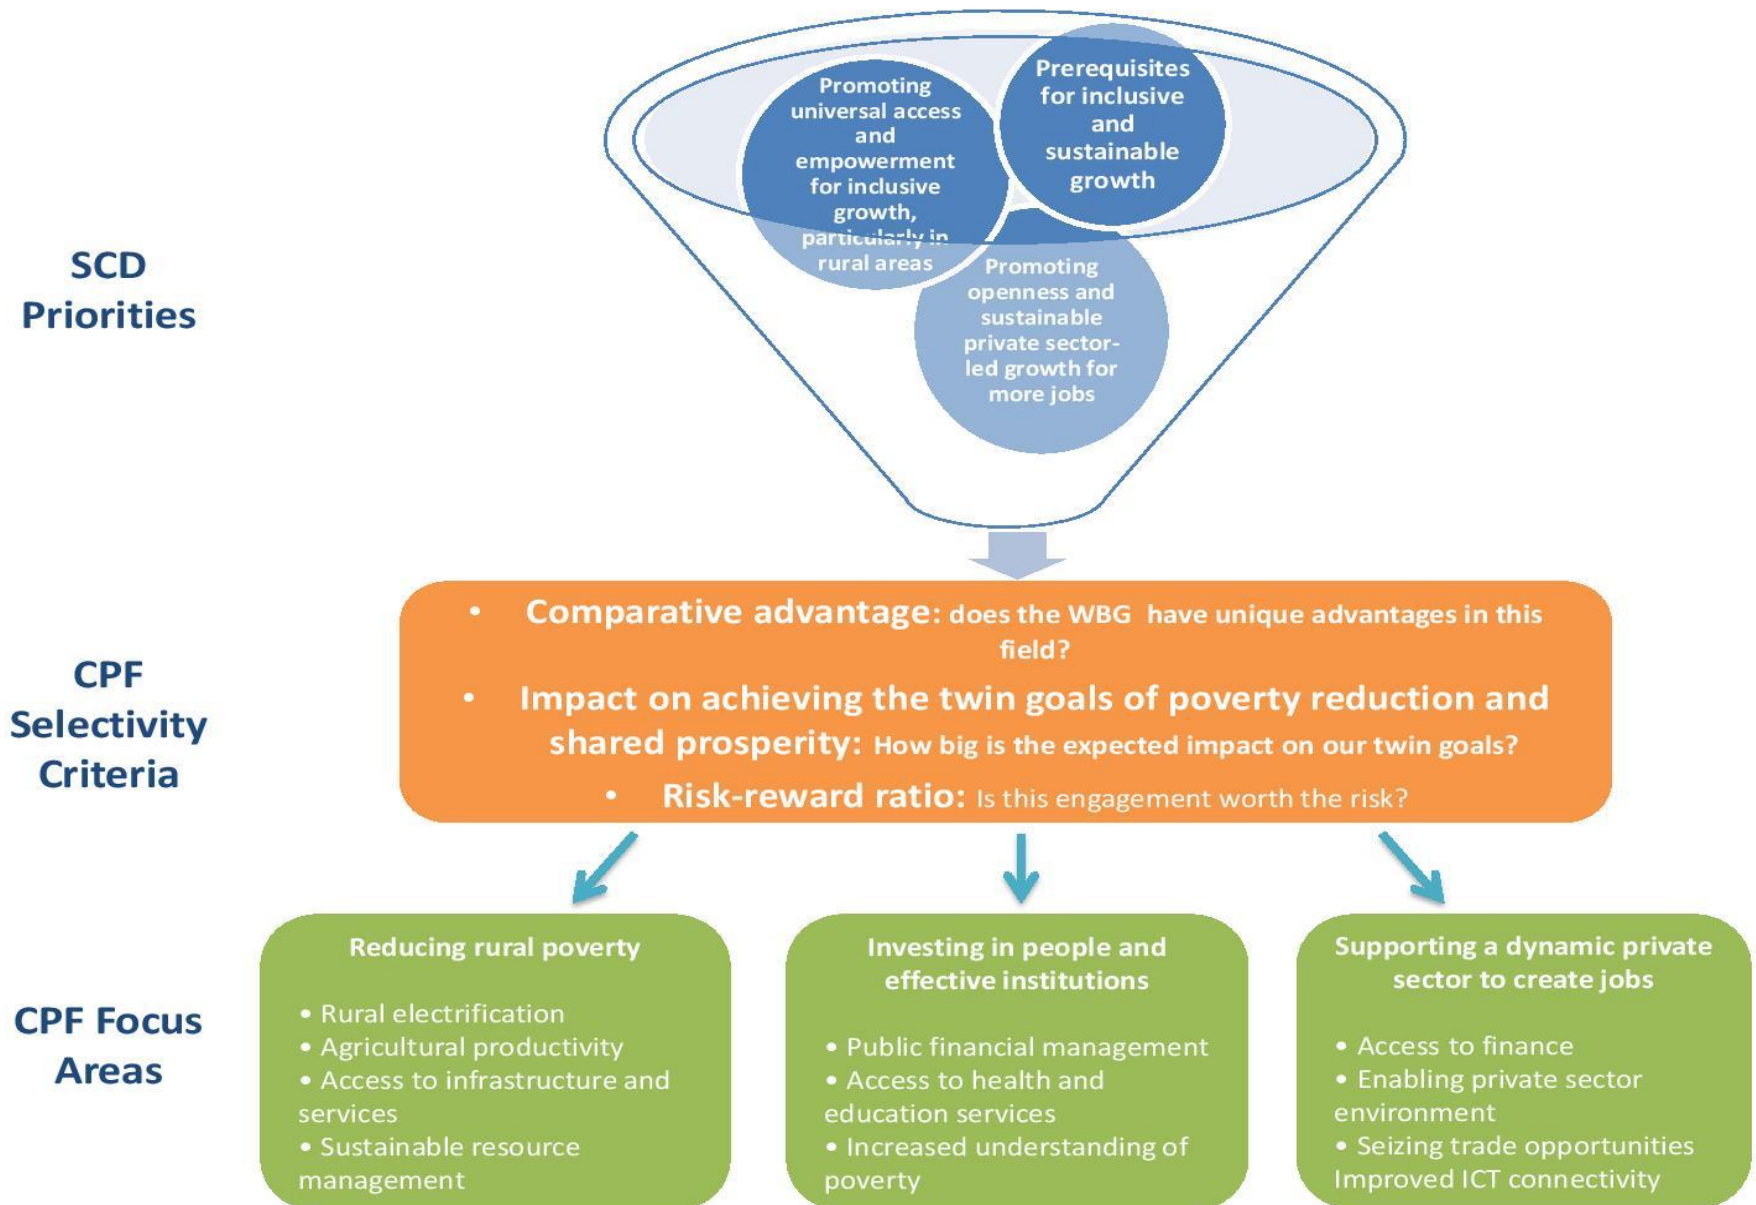 Promoting
universal access
and
empowerment
for inclusive
growth,
particularly in
rural areas
Prerequisites
for inclusive
and
sustainable
growth
Promoting
openness and
sustainable
private sector-
led growth for
more jobs
SCD
Priorities
• Comparative advantage: does the WBG have unique advantages in this
field?
• Impact on achieving the twin goals of poverty reduction and
shared prosperity: How big is the expected impact on our twin goals?
• Risk-reward ratio: Is this engagement worth the risk?
CPF
Selectivity
Criteria
CPF Focus
Areas
Reducing rural poverty
• Rural electrification
• Agricultural productivity
• Access to infrastructure and
services
• Sustainable resource
management
Investing in people and
effective institutions
• Public financial management
• Access to health and
education services
• Increased understanding of
poverty
Supporting a dynamic private
sector to create jobs
• Access to finance
• Enabling private sector
environment
• Seizing trade opportunities
Improved ICT connectivity